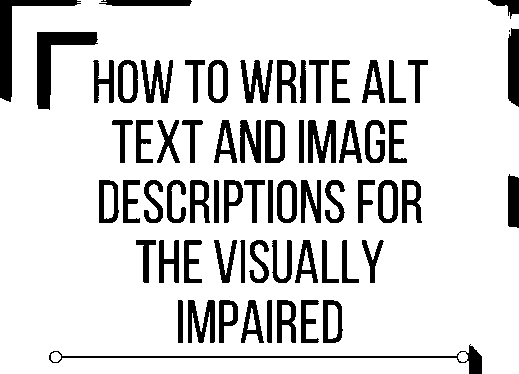 HOW TO WRITE ALT
TEXT AND IMAGE
DESCRIPTIONS FOR
THE VISUALLY
IMPAIRED